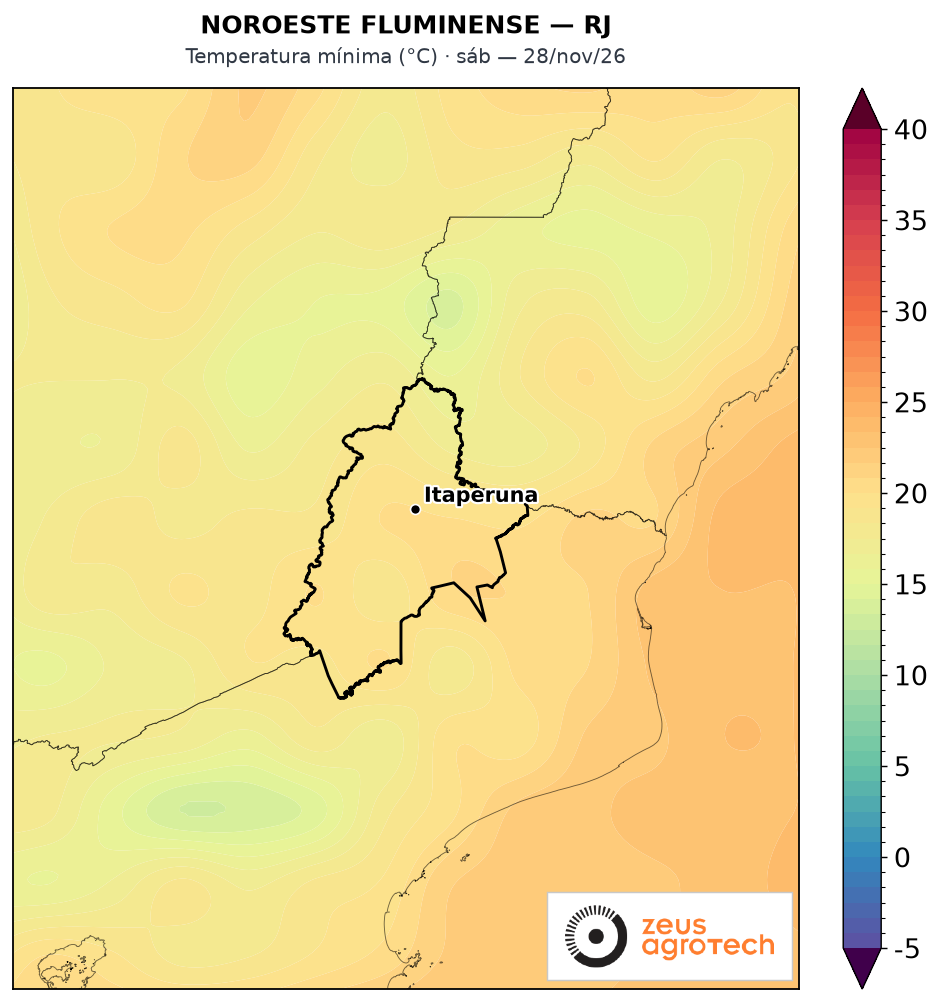 NOROESTE FLUMINENSE — RJ
Temperatura mínima (°C) · sáb — 28/nov/26
40
35
30
25
20
15
10
5
0
-5
Itaperuna
zeus
agrotech